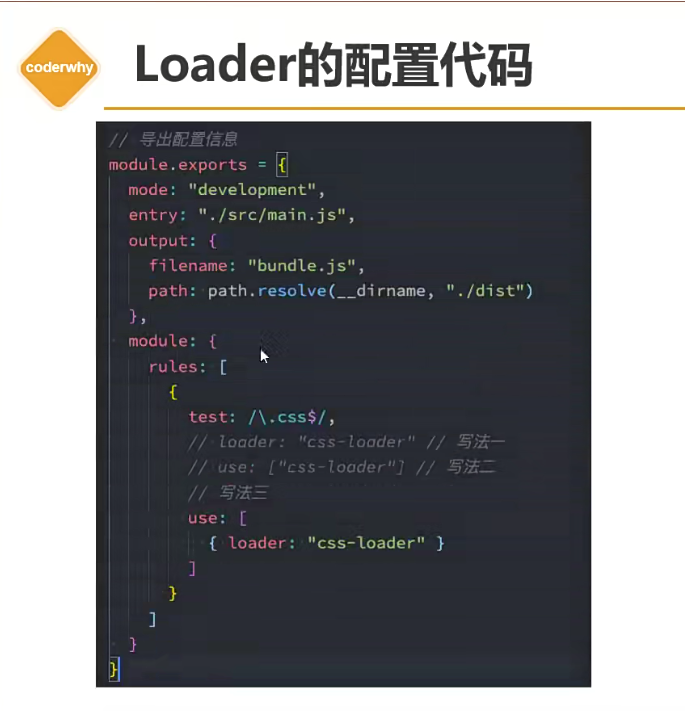 coderwhy
Loader的配置代码
// 导出配置信息
module.exports = {
  mode: "development",
  entry: "./src/main.js",
  output: {
    filename: "bundle.js",
    path: path.resolve(__dirname, "./dist")
  },
  module: {
    rules: [
      {
        test: /\.css$/,
        // loader: "css-loader" // 写法一
        // use: ["css-loader"] // 写法二
        // 写法三
        use: [
          { loader: "css-loader" }
        ]
      }
    ]
  }
}